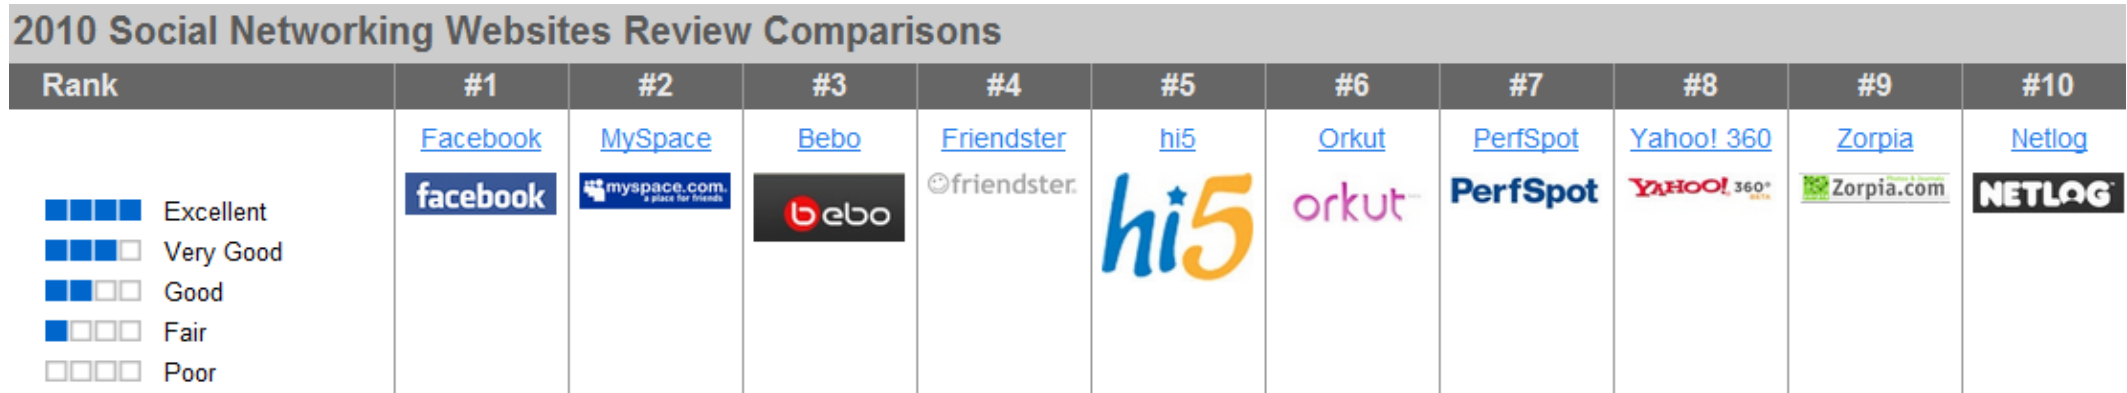 2010 Social Networking Websites Review Comparisons
Rank #1 #2 #3 #4 #5 #6 #7 #8 #9 #10
Facebook MySpace Bebo Friendster hi5 Orkut PerfSpot Yahoo! 360 Zorpia Netlog
facebook
myspace.com.
a place for friends
bebo
friendster.
hi5
orkut
PerfSpot
YAHOO! 360°
BETA
Zorpia.com
NETLOG
Excellent
Very Good
Good
Fair
Poor